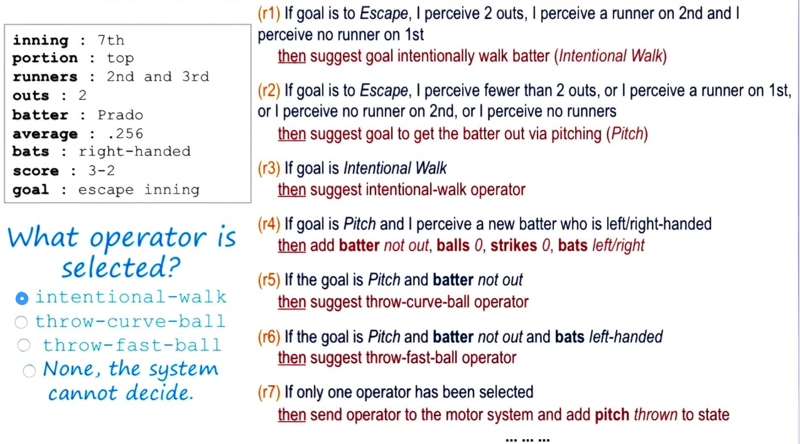 inning : 7th
portion : top
runners : 2nd and 3rd
outs : 2
batter : Prado
average : .256
bats : right-handed
score : 3-2
goal : escape inning
What operator is
selected?
intentional-walk
throw-curve-ball
throw-fast-ball
None, the system
cannot decide.
(r1) If goal is to Escape, I perceive 2 outs, I perceive a runner on 2nd and I
perceive no runner on 1st
then suggest goal intentionally walk batter (Intentional Walk)
(r2) If goal is to Escape, I perceive fewer than 2 outs, or I perceive a runner on 1st,
or I perceive no runner on 2nd, or I perceive no runners
then suggest goal to get the batter out via pitching (Pitch)
(r3) If goal is Intentional Walk
then suggest intentional-walk operator
(r4) If goal is Pitch and I perceive a new batter who is left/right-handed
then add batter not out, balls 0, strikes 0, bats left/right
(r5) If the goal is Pitch and batter not out
then suggest throw-curve-ball operator
(r6) If the goal is Pitch and batter not out and bats left-handed
then suggest throw-fast-ball operator
(r7) If only one operator has been selected
then send operator to the motor system and add pitch thrown to state
... ... ...